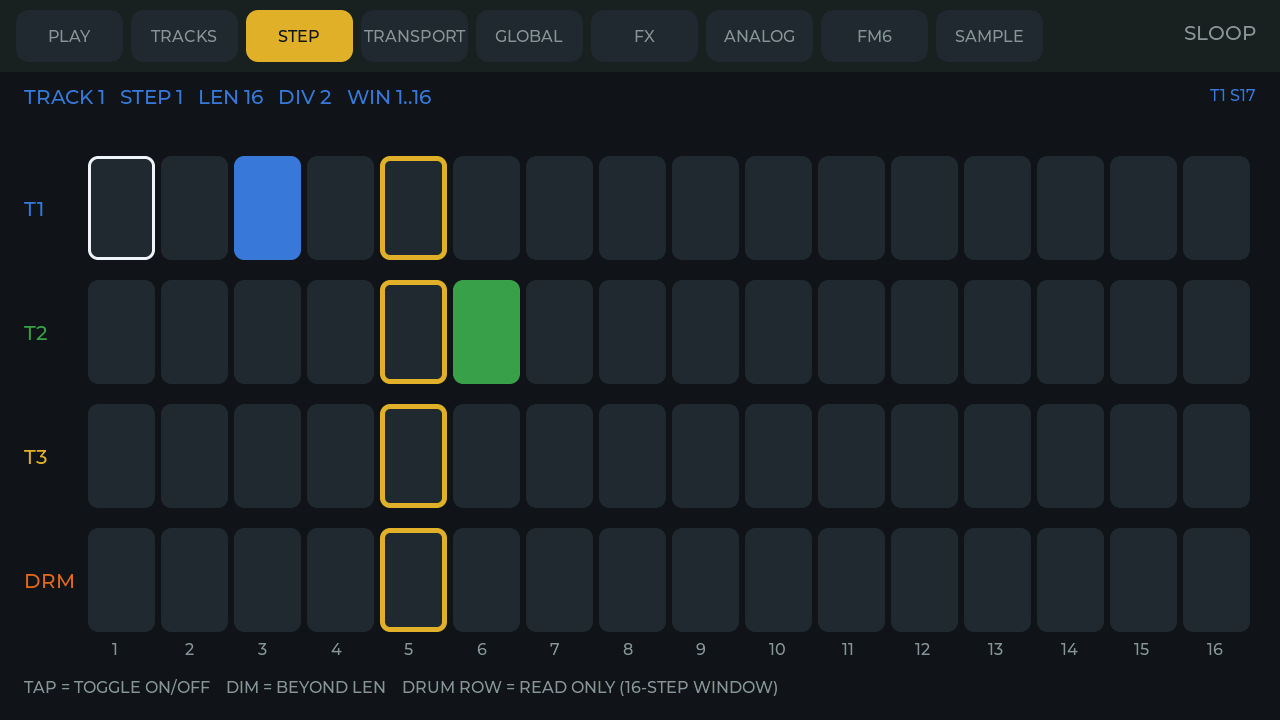 PLAY TRACKS STEP TRANSPORT GLOBAL FX ANALOG FM6 SAMPLE SLOOP
TRACK 1 STEP 1 LEN 16 DIV 2 WIN 1..16 T1 S17
T1
T2
T3
DRM
1 2 3 4 5 6 7 8 9 10 11 12 13 14 15 16
TAP = TOGGLE ON/OFF DIM = BEYOND LEN DRUM ROW = READ ONLY (16-STEP WINDOW)